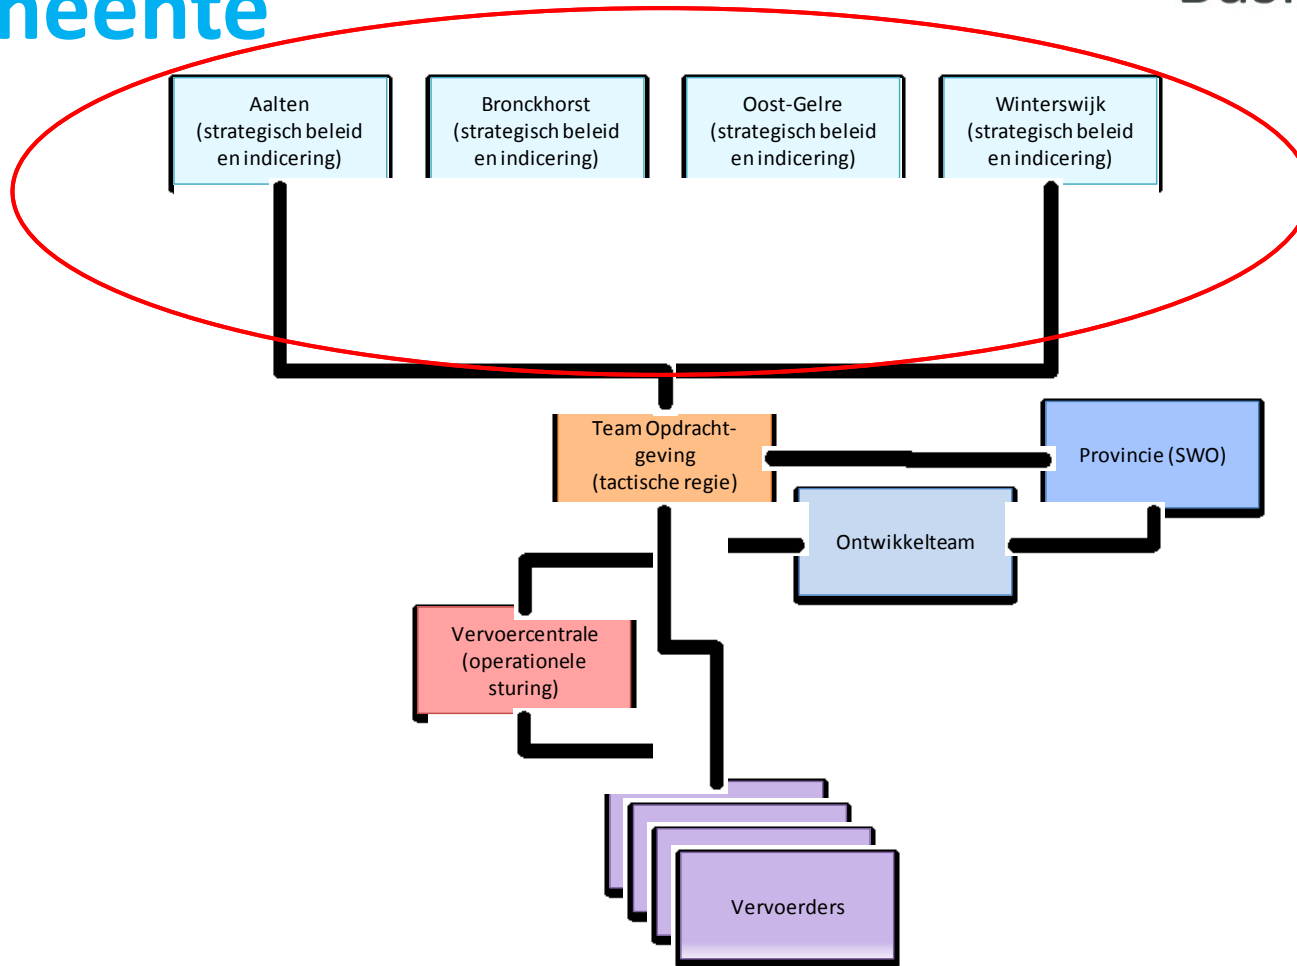 Aalten
(strategisch beleid
en indicering)
Bronckhorst
(strategisch beleid
en indicering)
Oost-Gelre
(strategisch beleid
en indicering)
Winterswijk
(strategisch beleid
en indicering)
Team Opdracht-
geving
(tactische regie)
Provincie (SWO)
Ontwikkelteam
Vervoercentrale
(operationele
sturing)
Vervoerders